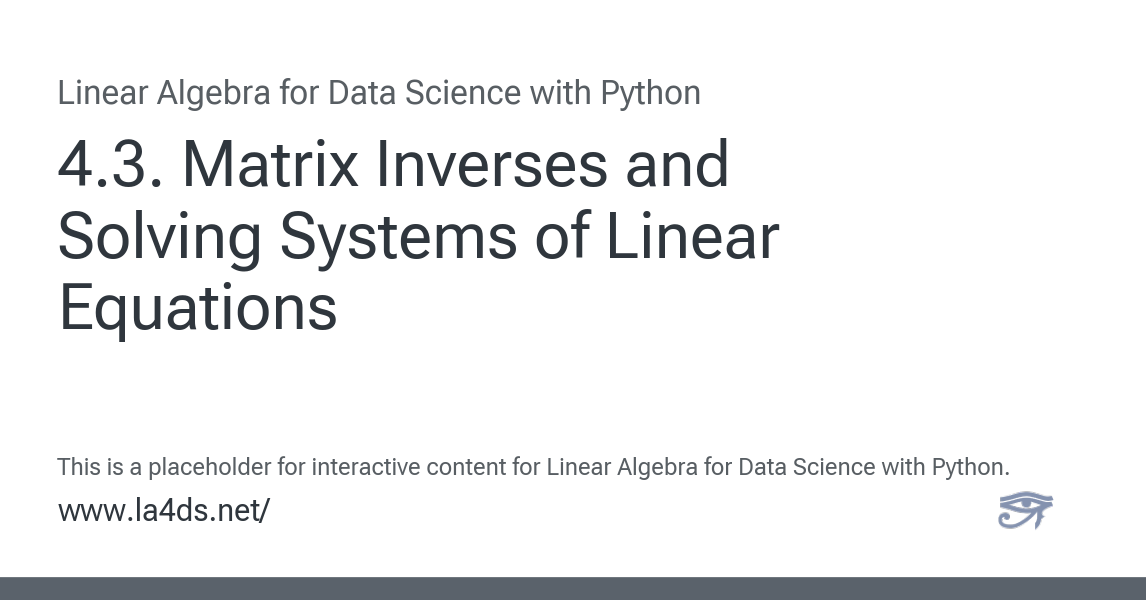 Linear Algebra for Data Science with Python
4.3. Matrix Inverses and
Solving Systems of Linear
Equations
This is a placeholder for interactive content for Linear Algebra for Data Science with Python.
www.la4ds.net/